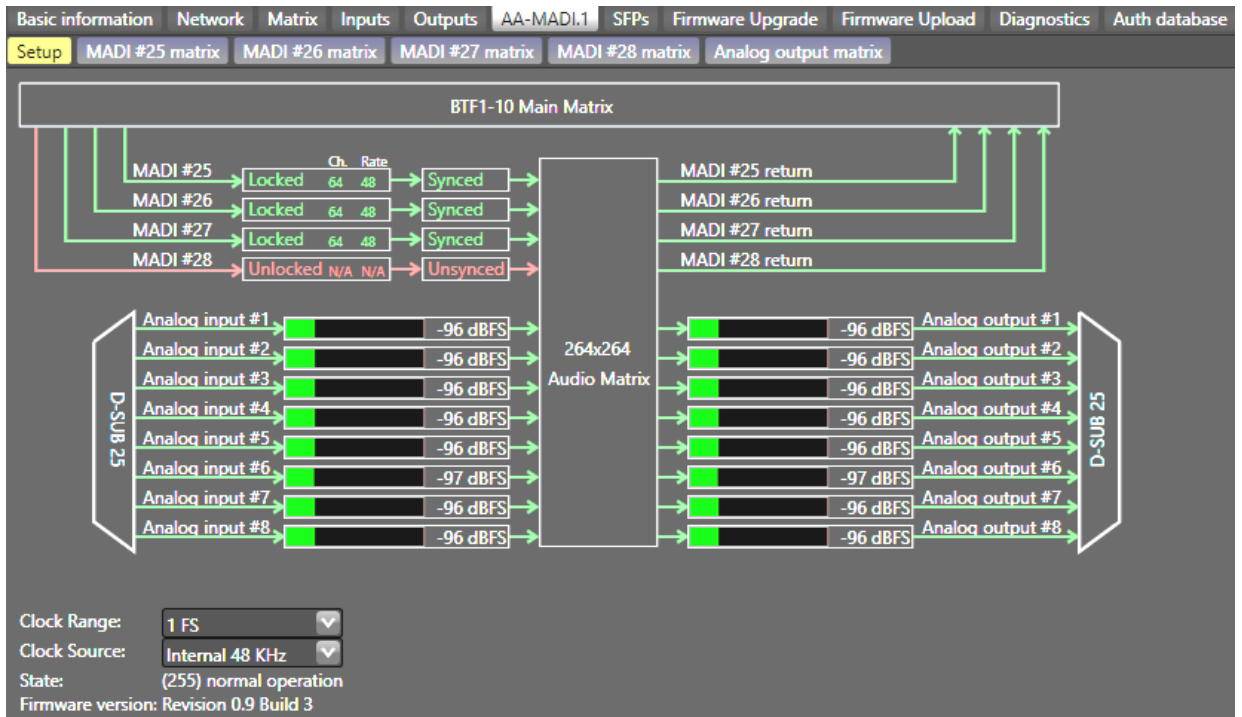 Basic information Network Matrix Inputs Outputs AA-MADI.1 SFPs Firmware Upgrade Firmware Upload Diagnostics Auth database
Setup MADI #25 matrix MADI #26 matrix MADI #27 matrix MADI #28 matrix Analog output matrix
BTF1-10 Main Matrix
Ch. Rate
MADI #25 Locked 64 48 Synced MADI #25 return
MADI #26 Locked 64 48 Synced MADI #26 return
MADI #27 Locked 64 48 Synced MADI #27 return
MADI #28 Unlocked N/A N/A Unsynced MADI #28 return
264x264
Audio Matrix
D-SUB 25
Analog input #1 -96 dBFS -96 dBFS Analog output #1
Analog input #2 -96 dBFS -96 dBFS Analog output #2
Analog input #3 -96 dBFS -96 dBFS Analog output #3
Analog input #4 -96 dBFS -96 dBFS Analog output #4
Analog input #5 -96 dBFS -96 dBFS Analog output #5
Analog input #6 -97 dBFS -97 dBFS Analog output #6
Analog input #7 -96 dBFS -96 dBFS Analog output #7
Analog input #8 -96 dBFS -96 dBFS Analog output #8
D-SUB 25
Clock Range: 1 FS
Clock Source: Internal 48 KHz
State: (255) normal operation
Firmware version: Revision 0.9 Build 3